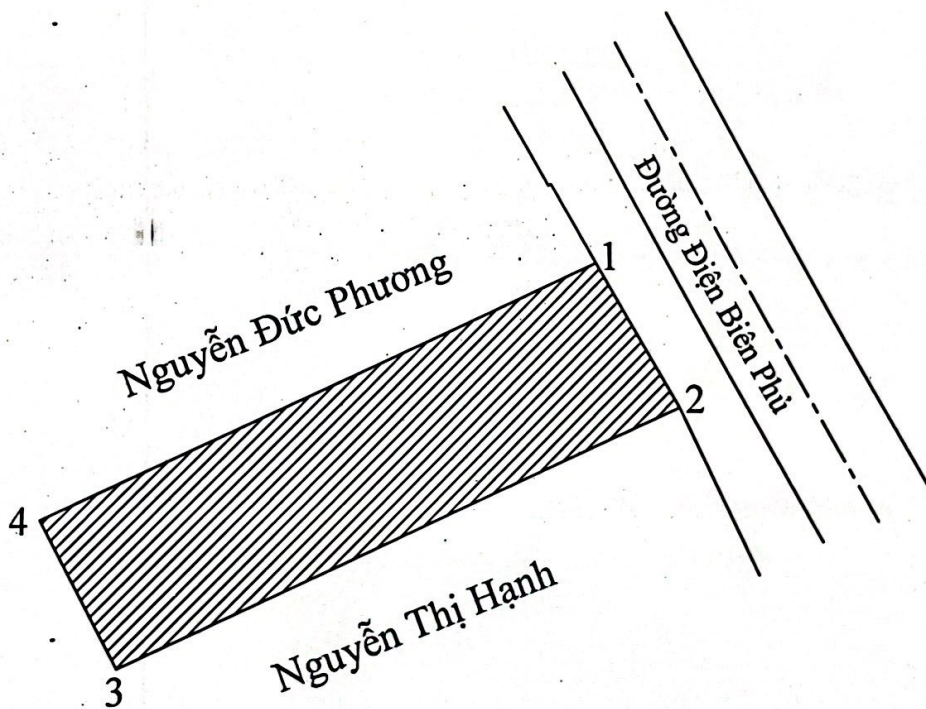 Đường Điện Biên Phủ
1
Nguyễn Đức Phương
2
4
Nguyễn Thị Hạnh
3